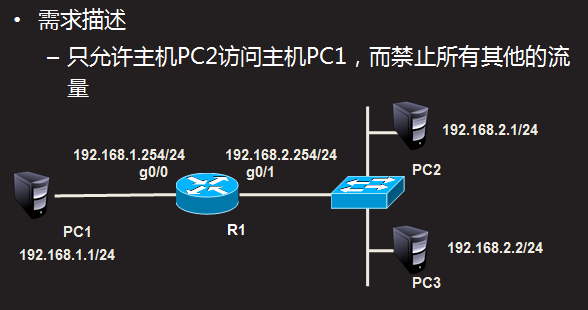 • 需求描述
– 只允许主机PC2访问主机PC1，而禁止所有其他的流
量
192.168.1.254/24
g0/0
192.168.2.254/24
g0/1
192.168.2.1/24
PC2
PC1
192.168.1.1/24
R1
192.168.2.2/24
PC3